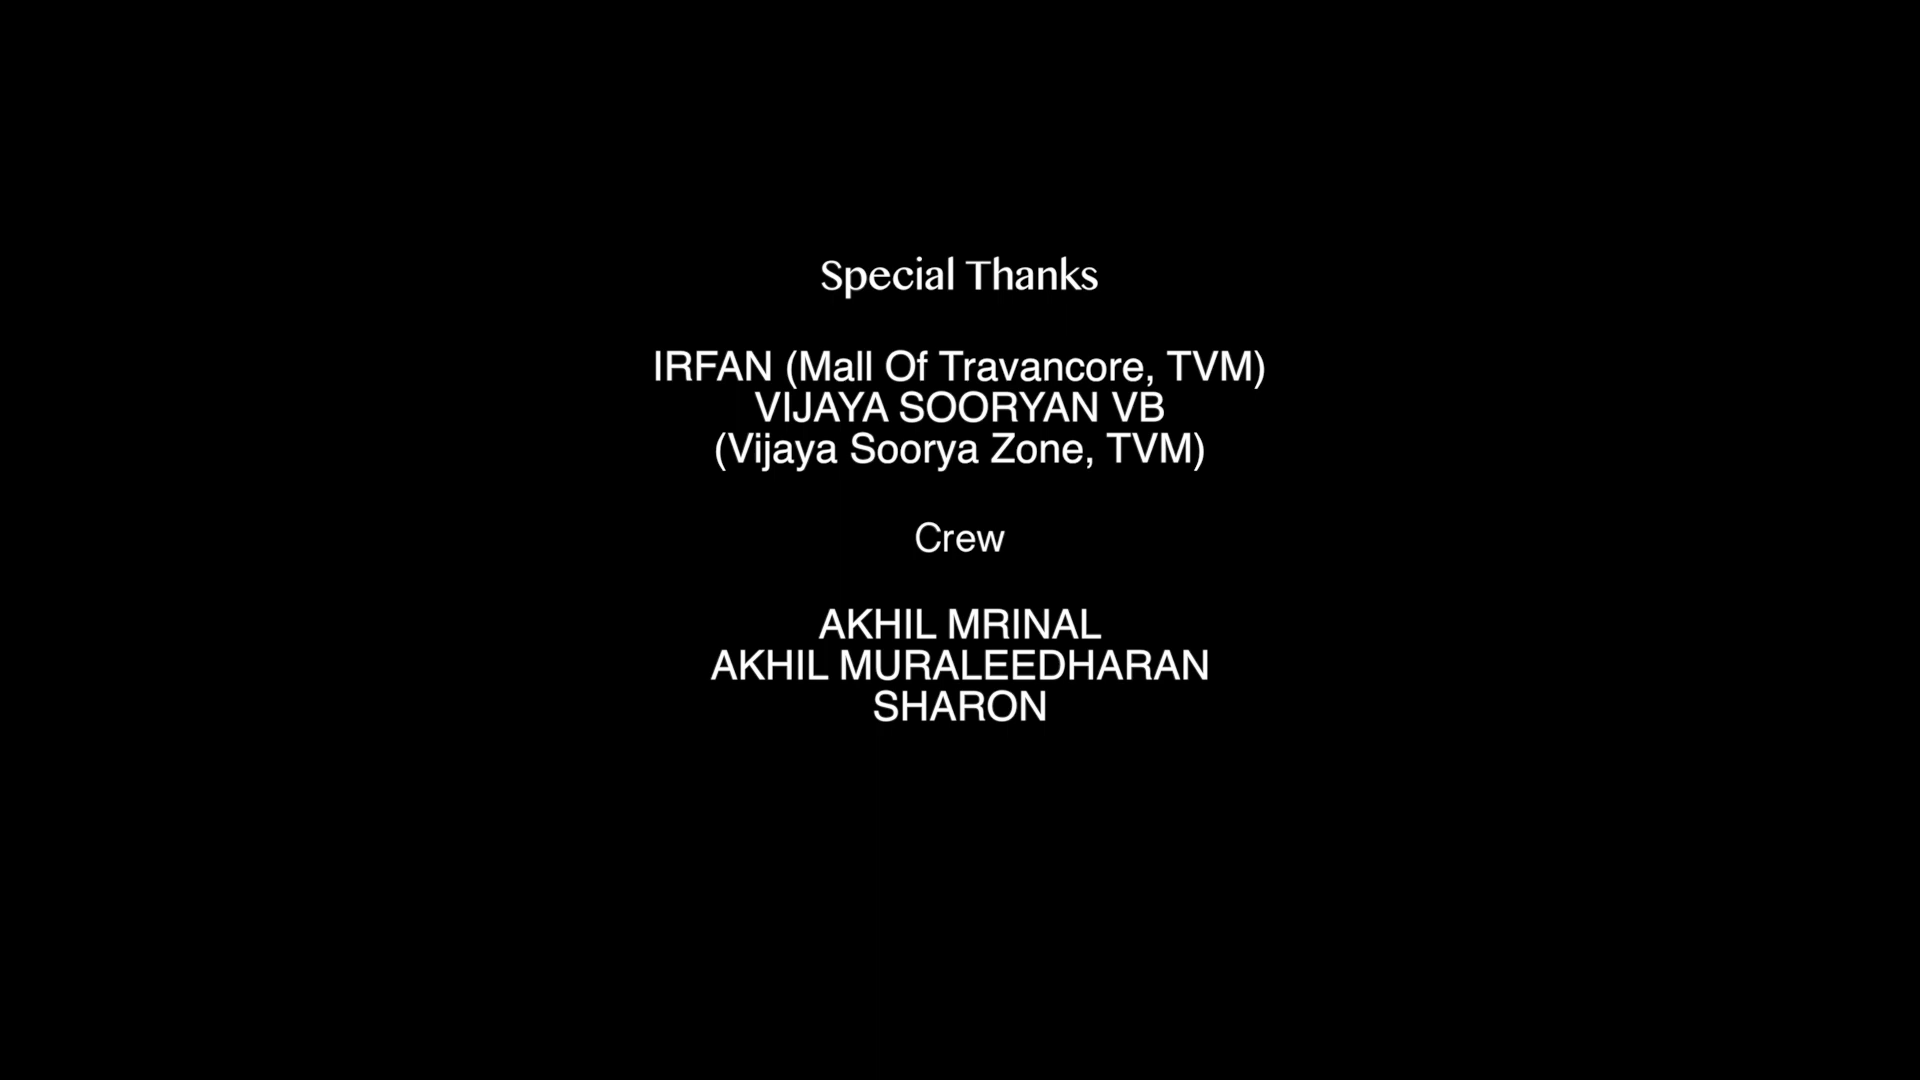 Special Thanks
IRFAN (Mall Of Travancore, TVM)
VIJAYA SOORYAN VB
(Vijaya Soorya Zone, TVM)
Crew
AKHIL MRINAL
AKHIL MURALEEDHARAN
SHARON